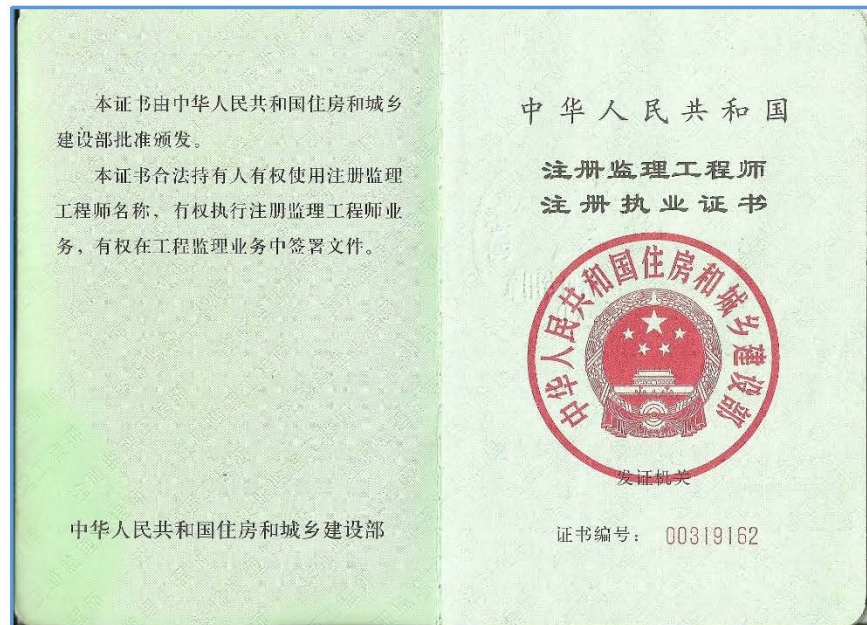 本证书由中华人民共和国住房和城乡
建设部批准颁发。
本证书合法持有人有权使用注册监理
工程师名称，有权执行注册监理工程师业
务，有权在工程监理业务中签署文件。
中华人民共和国住房和城乡建设部
中华人民共和国
注册监理工程师
注册执业证书
中华人民共和国住房和城乡建设部
发证机关
证书编号： 00319162